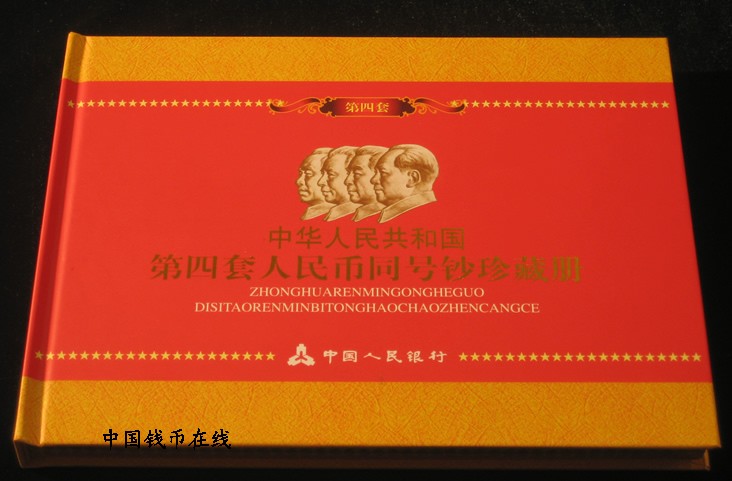 第四套
中华人民共和国
第四套人民币同号钞珍藏册
ZHONGHUARENMINGONGHEGUO
DISITAORENMINBITONGHAOCHAOZHENCANGCE
中国人民银行
中国钱币在线